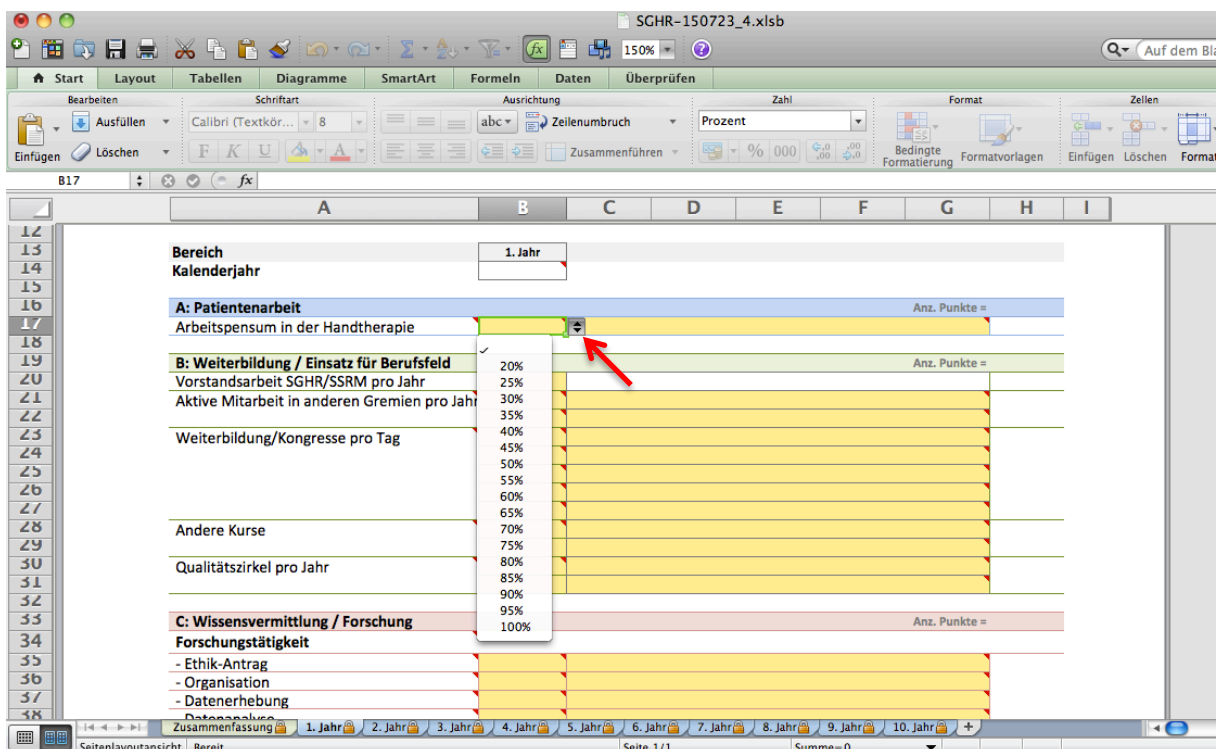 SGHR-150723_4.xlsb
150%
Auf dem Bla
Start Layout Tabellen Diagramme SmartArt Formeln Daten Überprüfen
Bearbeiten Schriftart Ausrichtung Zahl Format Zellen
Ausfüllen Calibri (Textkör... 8 abc Zeilenumbruch Prozent
Einfügen Löschen F K U A Zusammenführen % 000 Bedingte Formatierung Formatvorlagen Einfügen Löschen Format
B17 fx
A B C D E F G H I
12
13 Bereich 1. Jahr
14 Kalenderjahr
15
16 A: Patientenarbeit Anz. Punkte =
17 Arbeitspensum in der Handtherapie
18
19 B: Weiterbildung / Einsatz für Berufsfeld Anz. Punkte =
20 Vorstandsarbeit SGHR/SSRM pro Jahr
21 Aktive Mitarbeit in anderen Gremien pro Jahr
22
23 Weiterbildung/Kongresse pro Tag
24
25
26
27
28 Andere Kurse
29
30 Qualitätszirkel pro Jahr
31
32
33 C: Wissensvermittlung / Forschung Anz. Punkte =
34 Forschungstätigkeit
35 - Ethik-Antrag
36 - Organisation
37 - Datenerhebung
38 - Datenanalyse
20%
25%
30%
35%
40%
45%
50%
55%
60%
65%
70%
75%
80%
85%
90%
95%
100%
Zusammenfassung 1. Jahr 2. Jahr 3. Jahr 4. Jahr 5. Jahr 6. Jahr 7. Jahr 8. Jahr 9. Jahr 10. Jahr +
Seitenlayoutansicht Bereit Seite 1/1 Summe=0